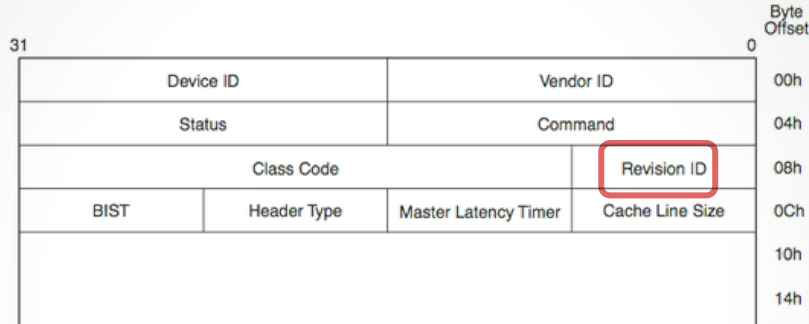 Byte
Offset
31 0
Device ID Vendor ID 00h
Status Command 04h
Class Code Revision ID 08h
BIST Header Type Master Latency Timer Cache Line Size 0Ch
10h
14h